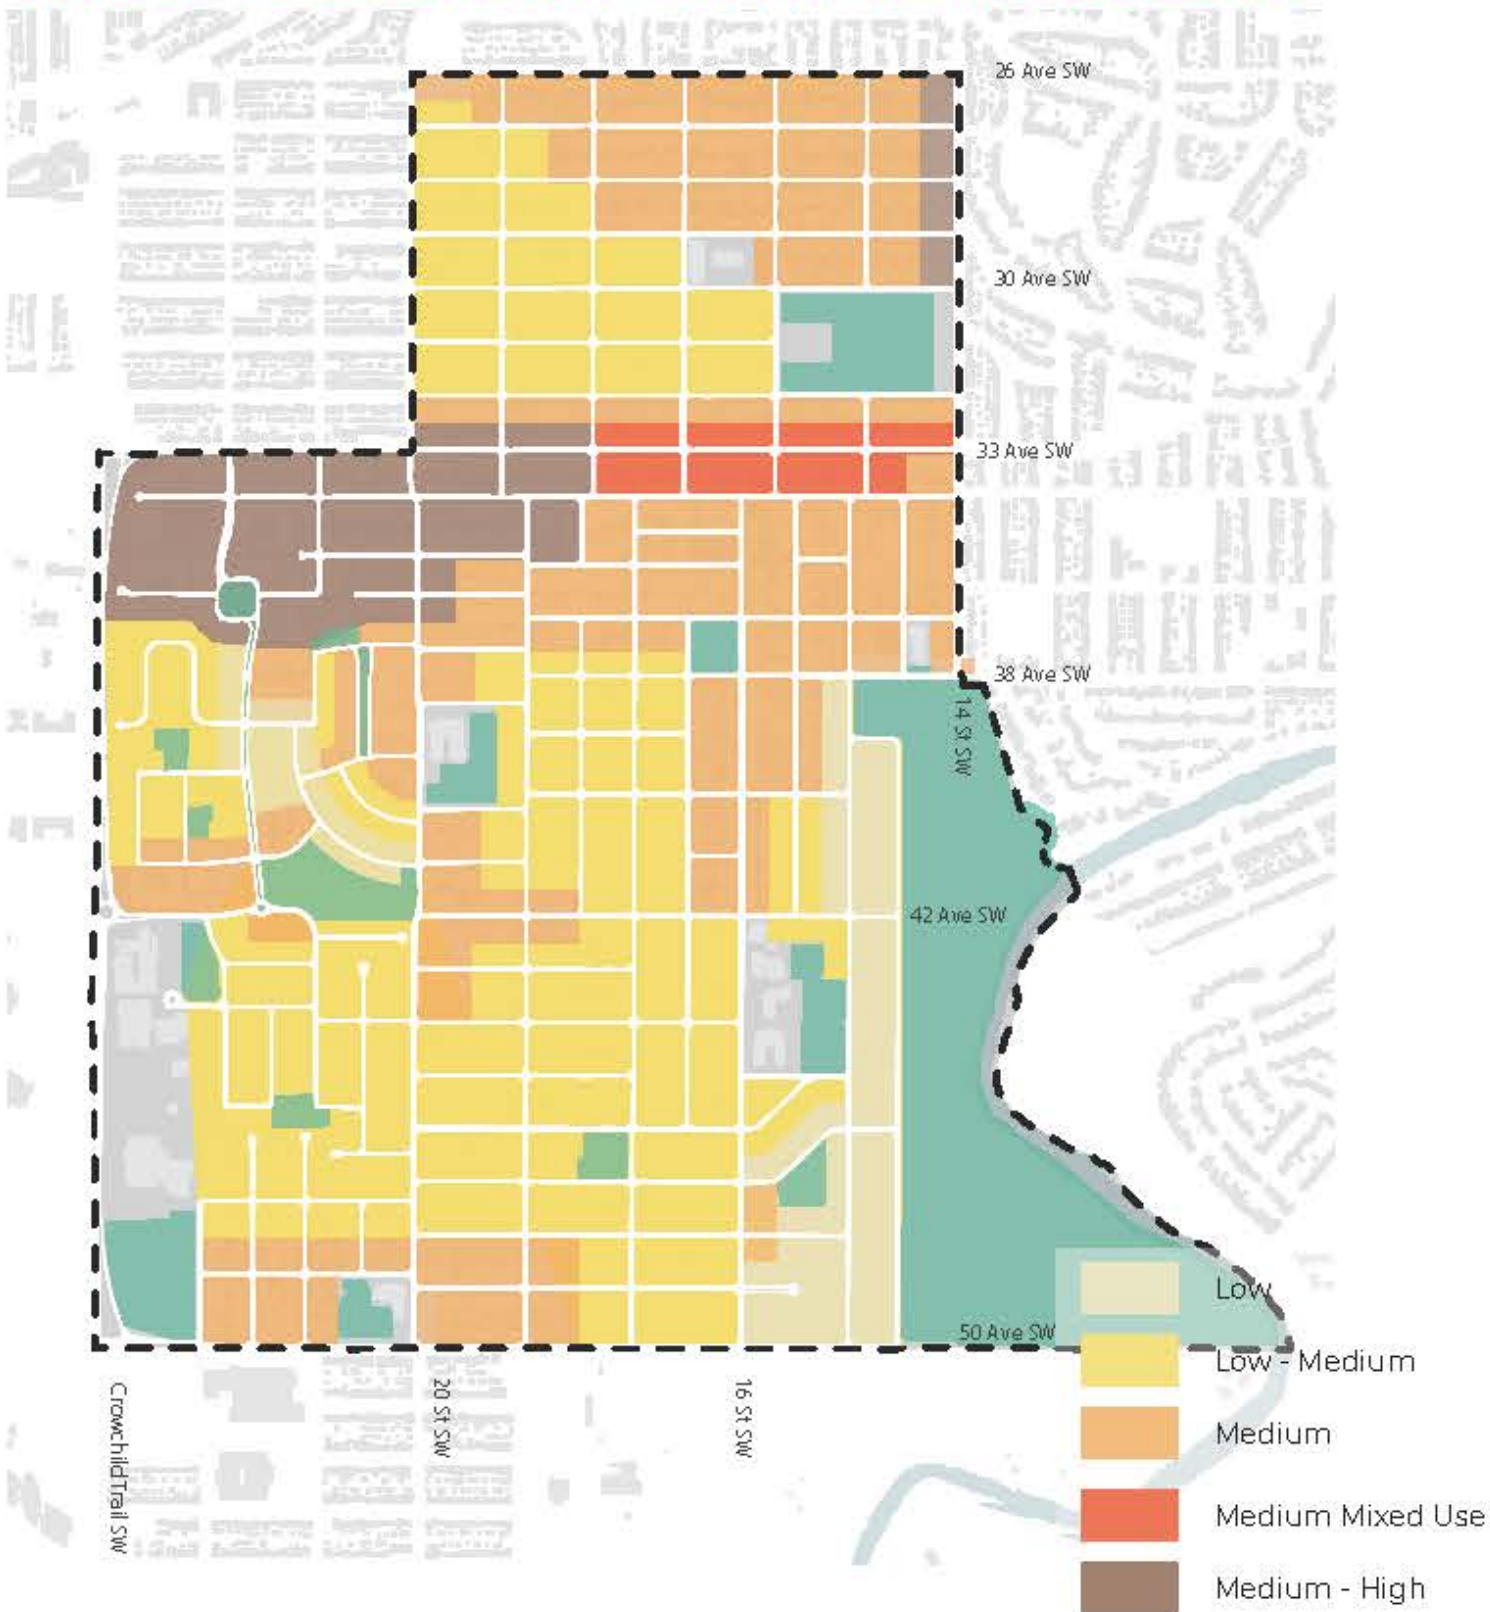 26 Ave SW
30 Ave SW
33 Ave SW
38 Ave SW
14 St SW
42 Ave SW
50 Ave SW
Crowchild Trail SW
20 St SW
16 St SW
Low
Low - Medium
Medium
Medium Mixed Use
Medium - High